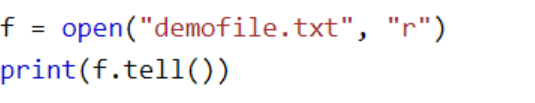 f = open("demofile.txt", "r")
print(f.tell())